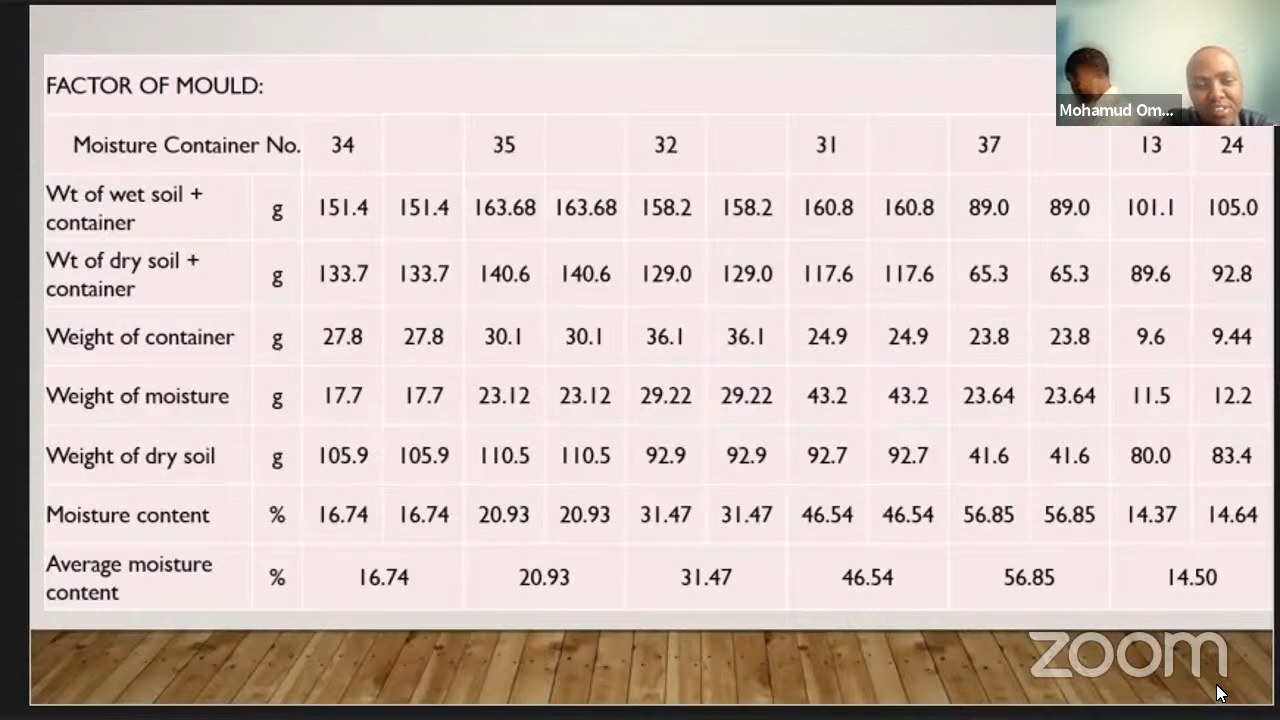 FACTOR OF MOULD:
Mohamud Om...
Moisture Container No. 34 35 32 31 37 13 24
Wt of wet soil +
container g 151.4 151.4 163.68 163.68 158.2 158.2 160.8 160.8 89.0 89.0 101.1 105.0
Wt of dry soil +
container g 133.7 133.7 140.6 140.6 129.0 129.0 117.6 117.6 65.3 65.3 89.6 92.8
Weight of container g 27.8 27.8 30.1 30.1 36.1 36.1 24.9 24.9 23.8 23.8 9.6 9.44
Weight of moisture g 17.7 17.7 23.12 23.12 29.22 29.22 43.2 43.2 23.64 23.64 11.5 12.2
Weight of dry soil g 105.9 105.9 110.5 110.5 92.9 92.9 92.7 92.7 41.6 41.6 80.0 83.4
Moisture content % 16.74 16.74 20.93 20.93 31.47 31.47 46.54 46.54 56.85 56.85 14.37 14.64
Average moisture
content % 16.74 20.93 31.47 46.54 56.85 14.50
zoom